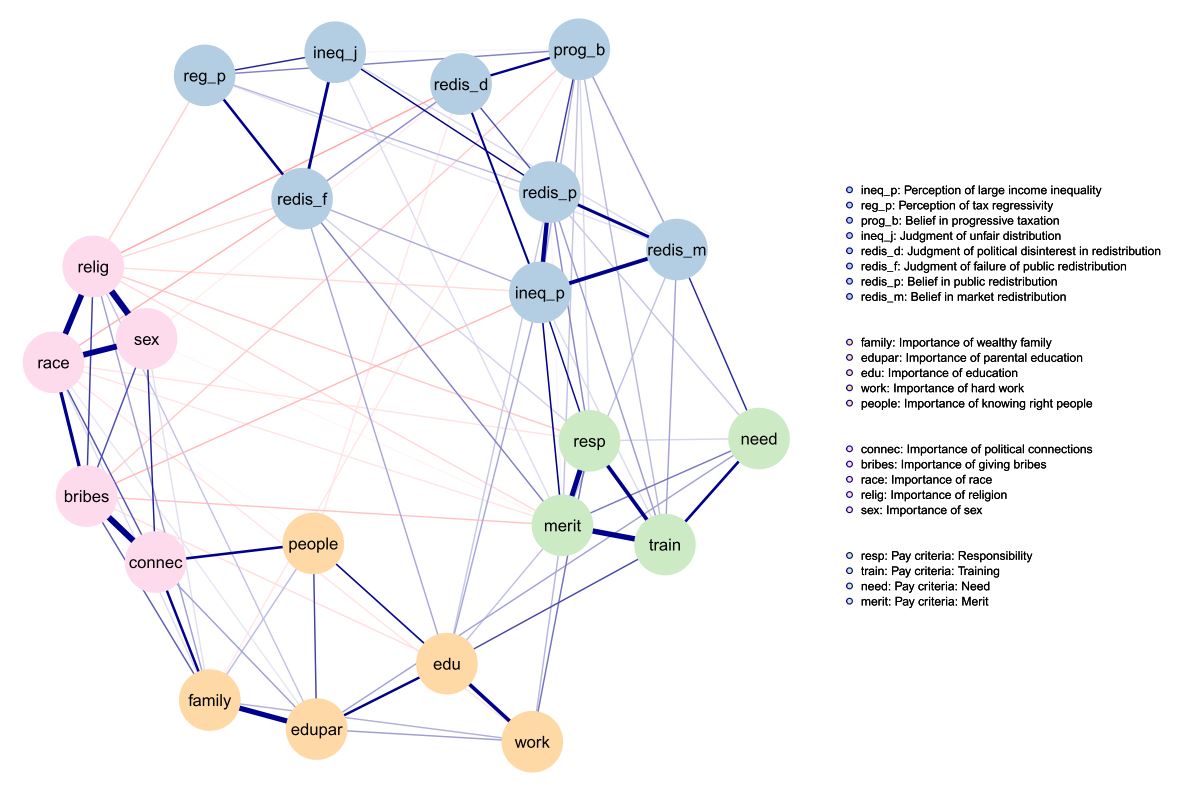 ineq_j
prog_b
reg_p
redis_d
redis_f
redis_p
redis_m
relig
ineq_p
sex
race
resp
need
bribes
merit
people
train
connec
edu
family
edupar
work
ineq_p: Perception of large income inequality
reg_p: Perception of tax regressivity
prog_b: Belief in progressive taxation
ineq_j: Judgment of unfair distribution
redis_d: Judgment of political disinterest in redistribution
redis_f: Judgment of failure of public redistribution
redis_p: Belief in public redistribution
redis_m: Belief in market redistribution
family: Importance of wealthy family
edupar: Importance of parental education
edu: Importance of education
work: Importance of hard work
people: Importance of knowing right people
connec: Importance of political connections
bribes: Importance of giving bribes
race: Importance of race
relig: Importance of religion
sex: Importance of sex
resp: Pay criteria: Responsibility
train: Pay criteria: Training
need: Pay criteria: Need
merit: Pay criteria: Merit